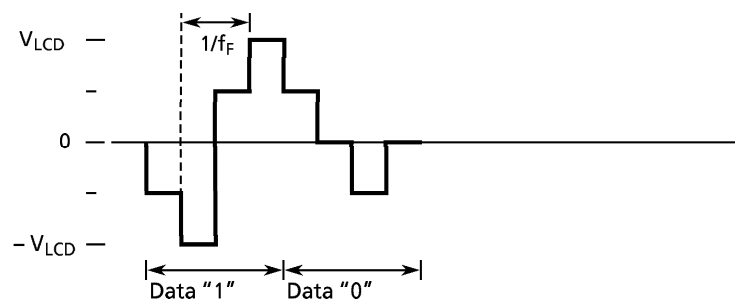 V_LCD
1/f_F
0
– V_LCD
Data “1” Data “0”